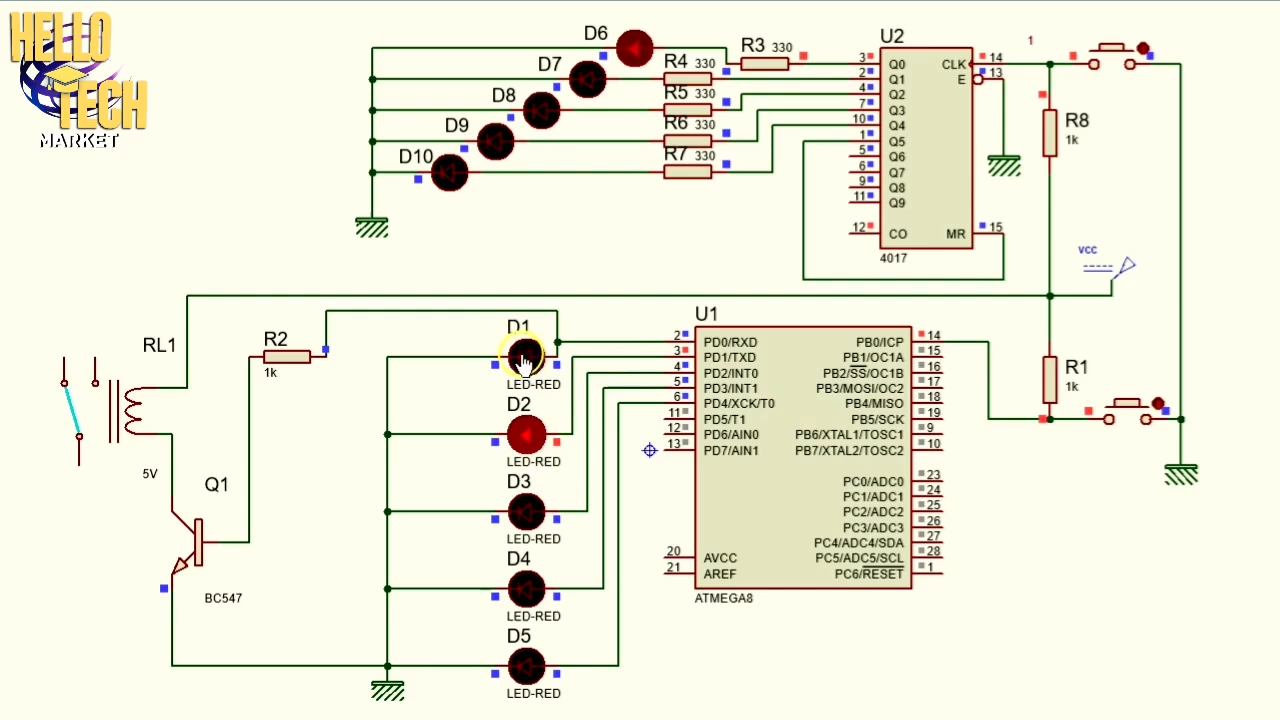 HELLO
TECH
MARKET
D6
D7
D8
D9
D10
R3 330
R4 330
R5 330
R6 330
R7 330
U2
3 Q0
2 Q1
4 Q2
7 Q3
10 Q4
1 Q5
5 Q6
6 Q7
9 Q8
11 Q9
12 CO
CLK 14
E 13
MR 15
4017
1
R8
1k
vcc
RL1
5V
R2
1k
Q1
BC547
D1
LED-RED
D2
LED-RED
D3
LED-RED
D4
LED-RED
D5
LED-RED
U1
2 PD0/RXD
3 PD1/TXD
4 PD2/INT0
5 PD3/INT1
6 PD4/XCK/T0
11 PD5/T1
12 PD6/AIN0
13 PD7/AIN1
20 AVCC
21 AREF
PB0/ICP 14
PB1/OC1A 15
PB2/SS/OC1B 16
PB3/MOSI/OC2 17
PB4/MISO 18
PB5/SCK 19
PB6/XTAL1/TOSC1 9
PB7/XTAL2/TOSC2 10
PC0/ADC0 23
PC1/ADC1 24
PC2/ADC2 25
PC3/ADC3 26
PC4/ADC4/SDA 27
PC5/ADC5/SCL 28
PC6/RESET 1
ATMEGA8
R1
1k